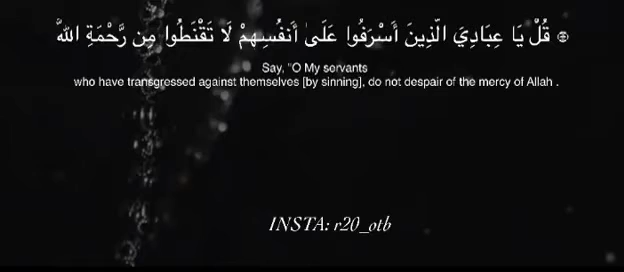 ۞ قُلْ يَا عِبَادِيَ الَّذِينَ أَسْرَفُوا عَلَىٰ أَنفُسِهِمْ لَا تَقْنَطُوا مِن رَّحْمَةِ اللَّهِ
Say, "O My servants
who have transgressed against themselves [by sinning], do not despair of the mercy of Allah .
INSTA: r20_otb